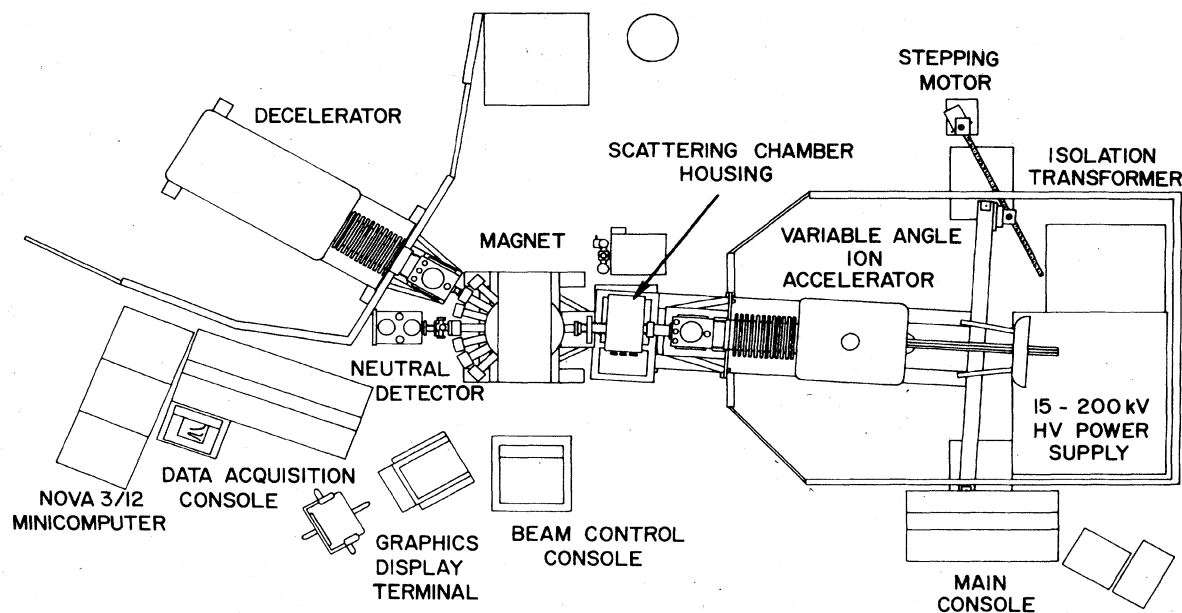 STEPPING
MOTOR
DECELERATOR
SCATTERING CHAMBER
HOUSING
ISOLATION
TRANSFORMER
MAGNET
VARIABLE ANGLE
ION
ACCELERATOR
NEUTRAL
DETECTOR
15 - 200 kV
HV POWER
SUPPLY
DATA ACQUISITION
CONSOLE
NOVA 3/12
MINICOMPUTER
GRAPHICS
DISPLAY
TERMINAL
BEAM CONTROL
CONSOLE
MAIN
CONSOLE